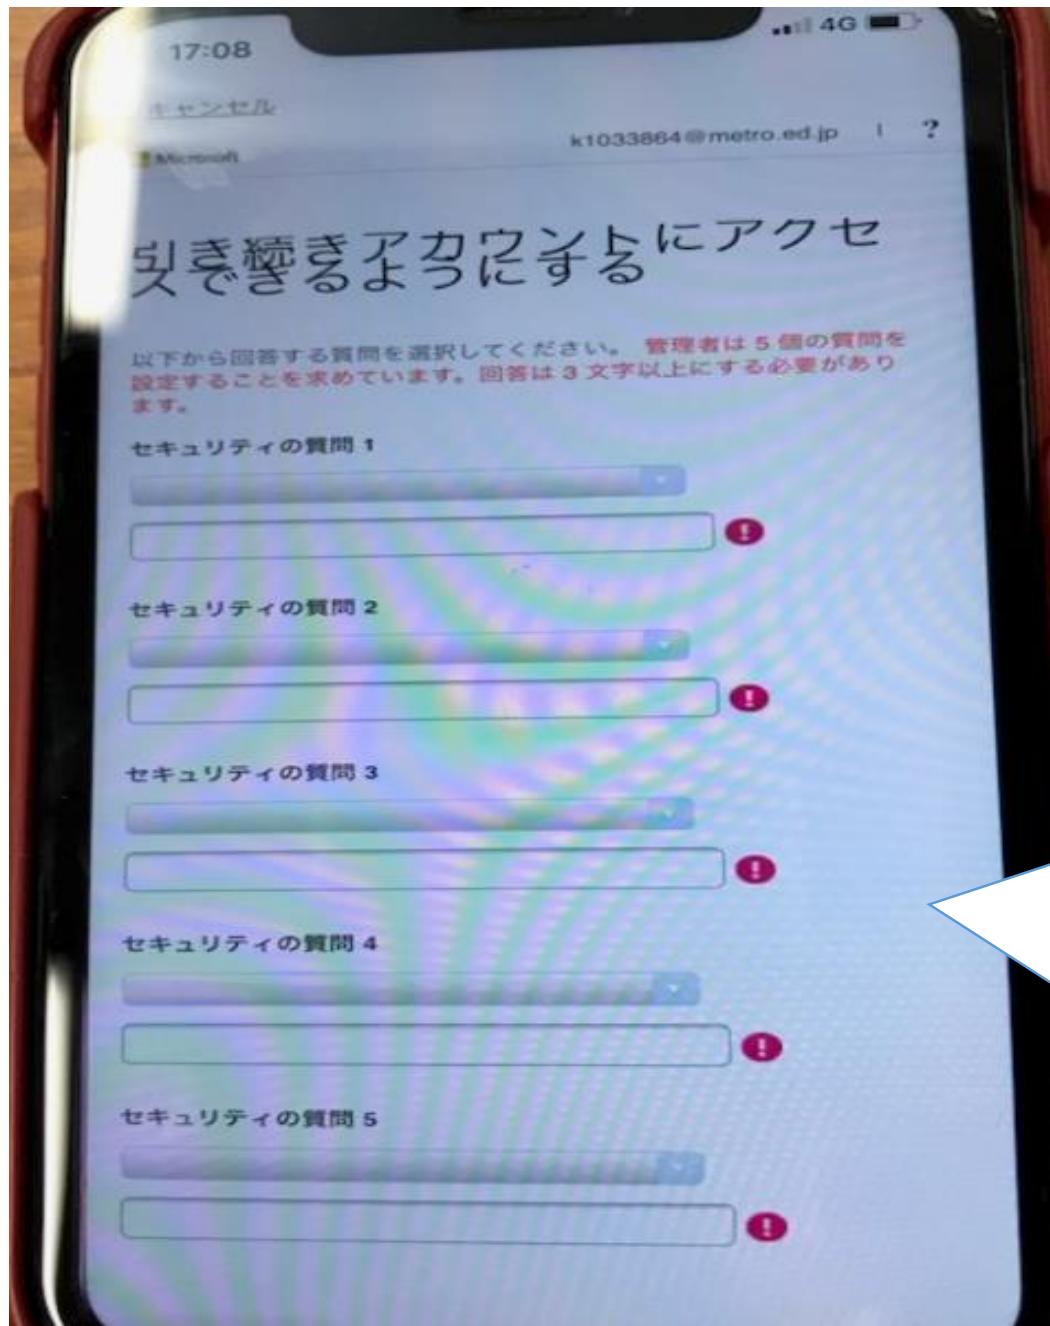 17:08
4G
キャンセル
k1033864@metro.ed.jp | ?
Microsoft
引き続きアカウントにアクセ
スできるようにする
以下から回答する質問を選択してください。 管理者は 5 個の質問を
設定することを求めています。回答は 3 文字以上にする必要があり
ます。
セキュリティの質問 1
セキュリティの質問 2
セキュリティの質問 3
セキュリティの質問 4
セキュリティの質問 5